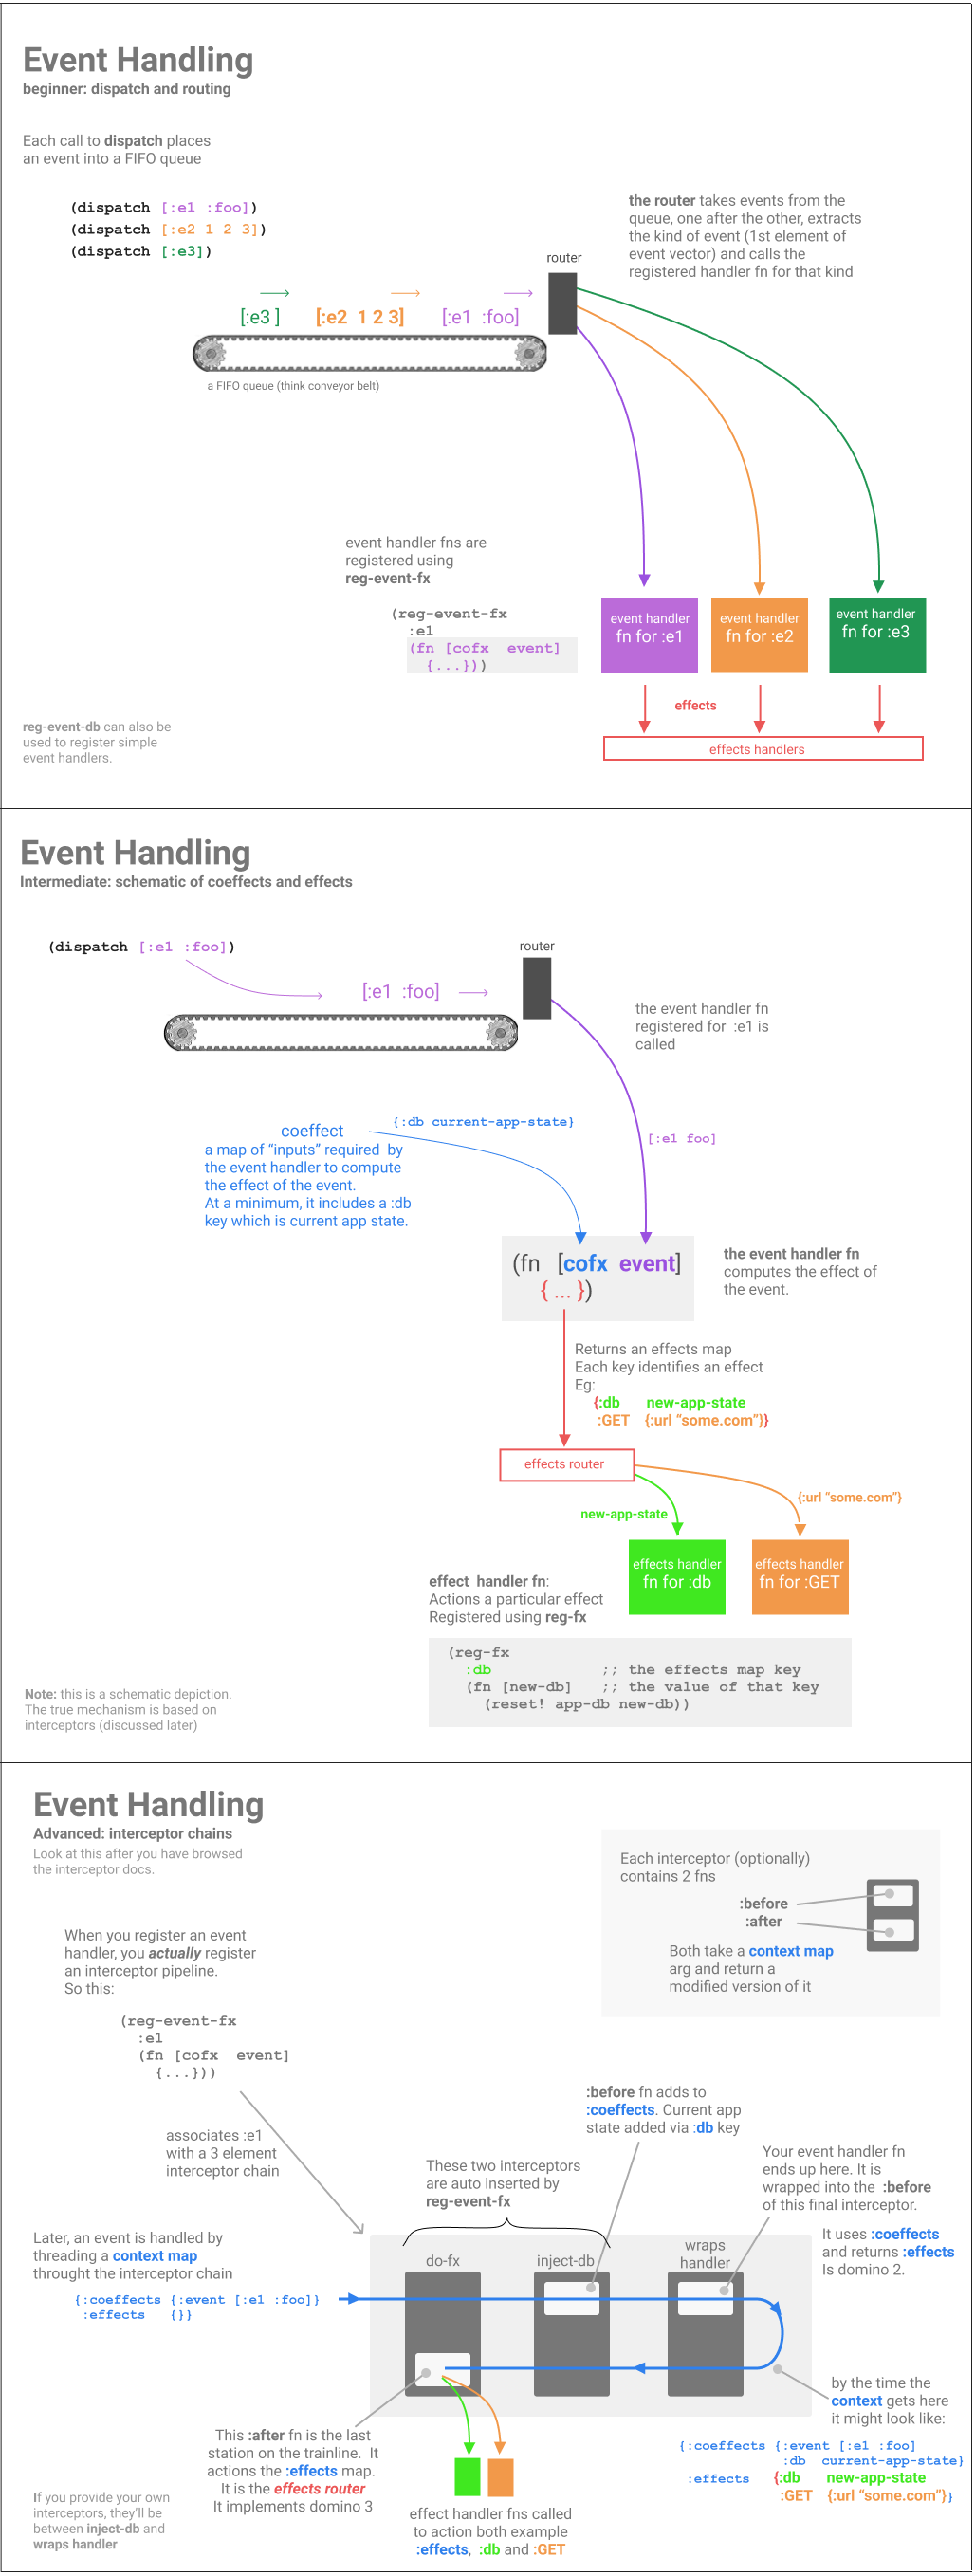 Event Handling
beginner: dispatch and routing
Each call to dispatch places
an event into a FIFO queue
(dispatch [:e1 :foo])
(dispatch [:e2 1 2 3])
(dispatch [:e3])
the router takes events from the
queue, one after the other, extracts
the kind of event (1st element of
event vector) and calls the
registered handler fn for that kind
router
[:e3 ] [:e2 1 2 3] [:e1 :foo]
a FIFO queue (think conveyor belt)
event handler fns are
registered using
reg-event-fx
(reg-event-fx
:e1
(fn [cofx event]
{...}))
event handler
fn for :e1
event handler
fn for :e2
event handler
fn for :e3
effects
effects handlers
reg-event-db can also be
used to register simple
event handlers.
Event Handling
Intermediate: schematic of coeffects and effects
(dispatch [:e1 :foo])
router
[:e1 :foo]
the event handler fn
registered for :e1 is
called
{:db current-app-state}
[:e1 foo]
coeffect
a map of “inputs” required by
the event handler to compute
the effect of the event.
At a minimum, it includes a :db
key which is current app state.
(fn [cofx event]
{ ... })
the event handler fn
computes the effect of
the event.
Returns an effects map
Each key identifies an effect
Eg:
{:db new-app-state
:GET {:url “some.com”}}
effects router
new-app-state
{:url “some.com”}
effects handler
fn for :db
effects handler
fn for :GET
effect handler fn:
Actions a particular effect
Registered using reg-fx
(reg-fx
:db ;; the effects map key
(fn [new-db] ;; the value of that key
(reset! app-db new-db))
Note: this is a schematic depiction.
The true mechanism is based on
interceptors (discussed later)
Event Handling
Advanced: interceptor chains
Look at this after you have browsed
the interceptor docs.
Each interceptor (optionally)
contains 2 fns
:before
:after
Both take a context map
arg and return a
modified version of it
When you register an event
handler, you actually register
an interceptor pipeline.
So this:
(reg-event-fx
:e1
(fn [cofx event]
{...}))
associates :e1
with a 3 element
interceptor chain
:before fn adds to
:coeffects. Current app
state added via :db key
These two interceptors
are auto inserted by
reg-event-fx
Your event handler fn
ends up here. It is
wrapped into the :before
of this final interceptor.
It uses :coeffects
and returns :effects
Is domino 2.
Later, an event is handled by
threading a context map
throught the interceptor chain
{:coeffects {:event [:e1 :foo]}
:effects {}}
do-fx
inject-db
wraps
handler
by the time the
context gets here
it might look like:
{:coeffects {:event [:e1 :foo]
:db current-app-state}
:effects {:db new-app-state
:GET {:url “some.com”}}
This :after fn is the last
station on the trainline. It
actions the :effects map.
It is the effects router
It implements domino 3
effect handler fns called
to action both example
:effects, :db and :GET
If you provide your own
interceptors, they’ll be
between inject-db and
wraps handler